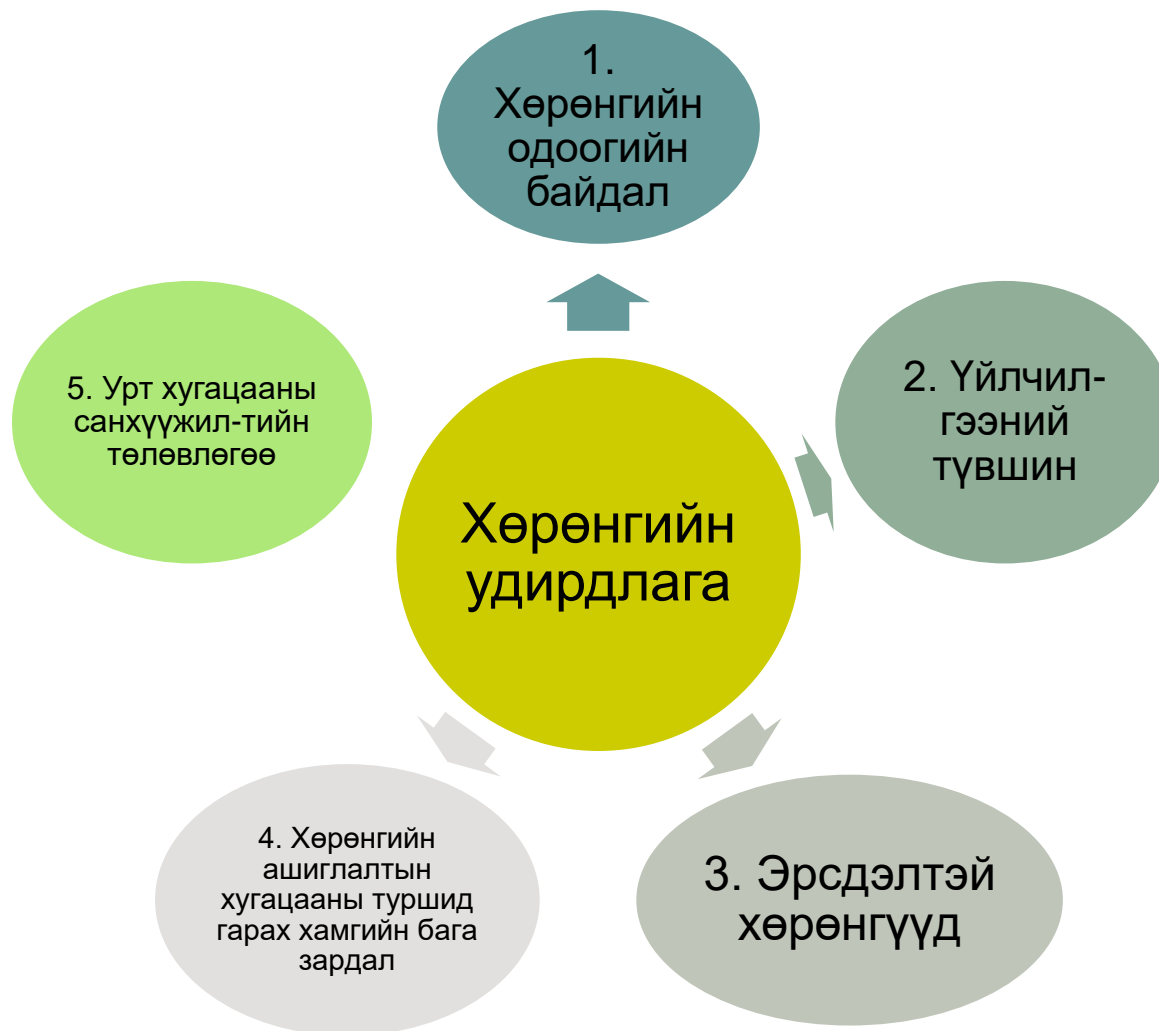 1.
Хөрөнгийн
одоогийн
байдал
2. Үйлчил-
гээний
түвшин
3. Эрсдэлтэй
хөрөнгүүд
4. Хөрөнгийн
ашиглалтын
хугацааны туршид
гарах хамгийн бага
зардал
5. Урт хугацааны
санхүүжил-тийн
төлөвлөгөө
Хөрөнгийн
удирдлага